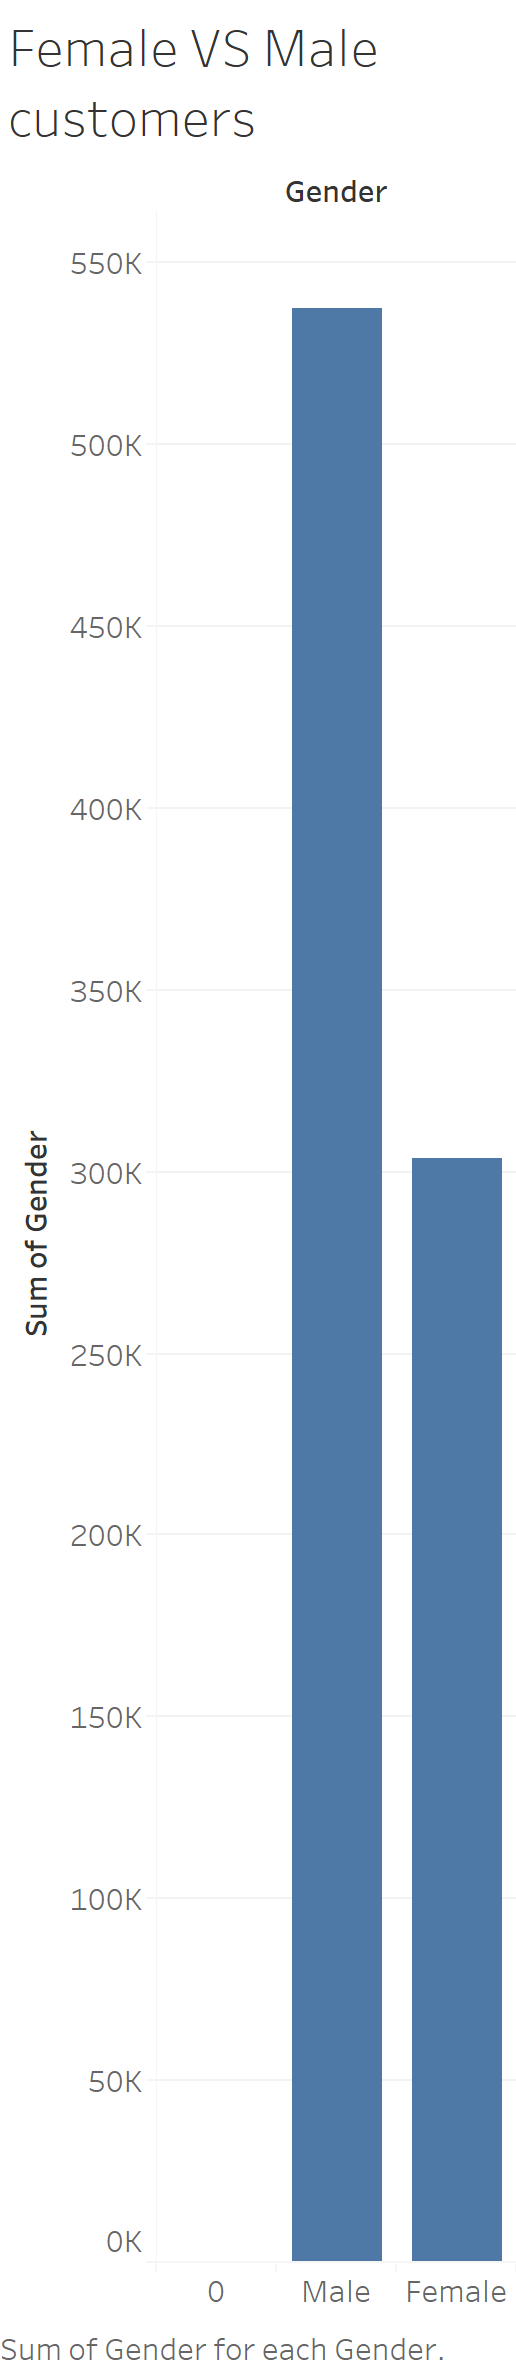 Female VS Male
customers
Gender
550K
500K
450K
400K
350K
300K
250K
200K
150K
100K
50K
0K
Sum of Gender
0 Male Female
Sum of Gender for each Gender.